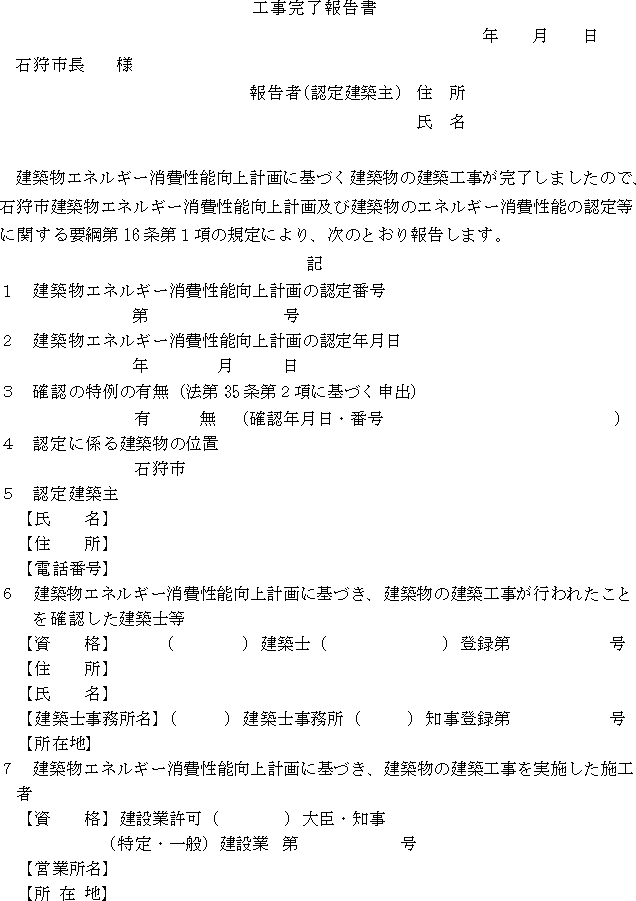 工事完了報告書
年　　月　　日
石狩市長　　様
報告者(認定建築主)　住　所
氏　名
建築物エネルギー消費性能向上計画に基づく建築物の建築工事が完了しましたので、
石狩市建築物エネルギー消費性能向上計画及び建築物のエネルギー消費性能の認定等
に関する要綱第16条第１項の規定により、次のとおり報告します。
記
１　建築物エネルギー消費性能向上計画の認定番号
第　　　　　　　　号
２　建築物エネルギー消費性能向上計画の認定年月日
年　　　　月　　　日
３　確認の特例の有無（法第35条第２項に基づく申出）
有　　　無　（確認年月日・番号　　　　　　　　　　　　　　）
４　認定に係る建築物の位置
石狩市
５　認定建築主
【氏　　名】
【住　　所】
【電話番号】
６　建築物エネルギー消費性能向上計画に基づき、建築物の建築工事が行われたこと
を確認した建築士等
【資　　格】　　　（　　　　）建築士（　　　　　　　）登録第　　　　　　号
【住　　所】
【氏　　名】
【建築士事務所名】（　　　）建築士事務所（　　　）知事登録第　　　　　　号
【所在地】
７　建築物エネルギー消費性能向上計画に基づき、建築物の建築工事を実施した施工
者
【資　　格】建設業許可（　　　　）大臣・知事
（特定・一般）建設業　第　　　　　　号
【営業所名】
【所 在 地】